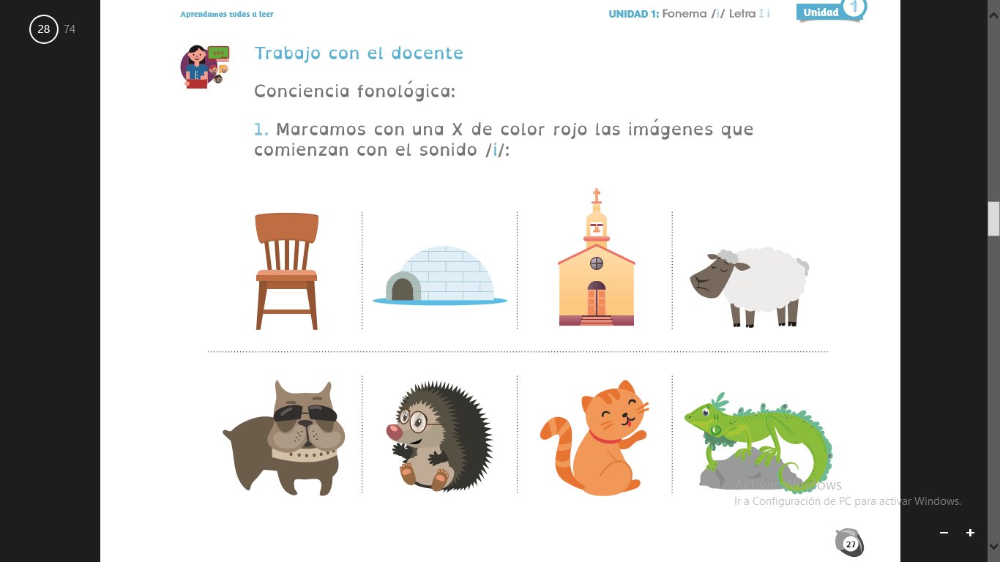 28 74
Aprendamos todos a leer
UNIDAD 1: Fonema /i/ Letra I i
Unidad 1
ABC
Trabajo con el docente
Conciencia fonológica:
1. Marcamos con una X de color rojo las imágenes que
comienzan con el sonido /i/:
Activar Windows
Ir a Configuración de PC para activar Windows.
27